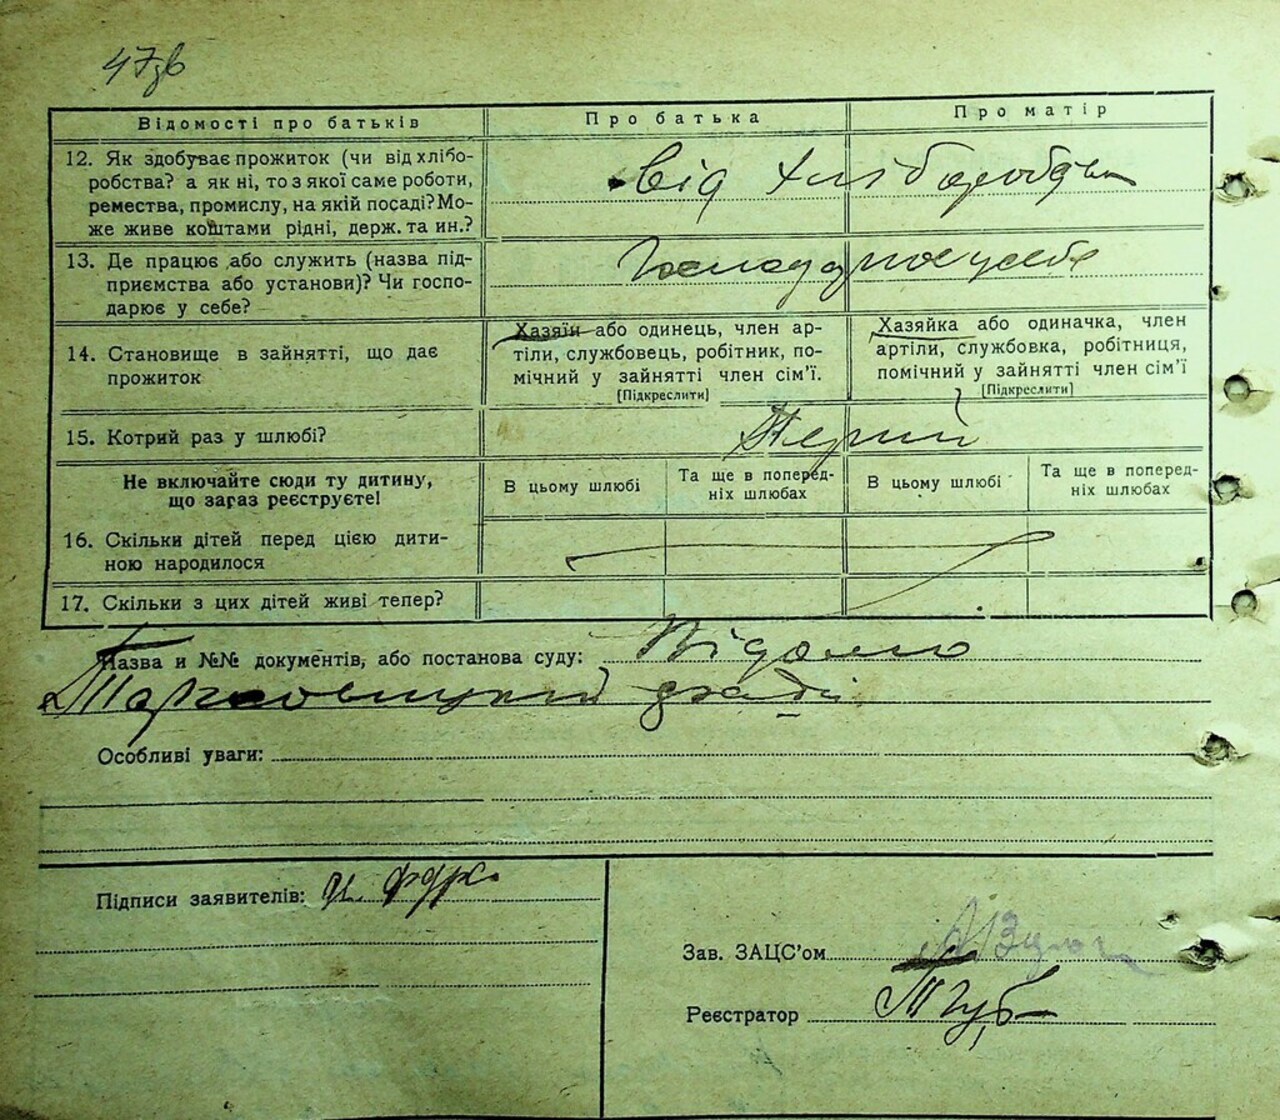 47зв
Відомості про батьків
Про батька
Про матір
12. Як здобуває прожиток (чи від хлібо-
робства? а як ні, то з якої саме роботи,
ремества, промислу, на якій посаді? Мо-
же живе коштами рідні, держ. та ин.?
від хліборобства
13. Де працює або служить (назва під-
приємства або установи)? Чи госпо-
дарює у себе?
Господарює у себе
14. Становище в зайнятті, що дає
прожиток
Хазяїн або одинець, член ар-
тіли, службовець, робітник, по-
мічний у зайнятті член сім’ї.
[Підкреслити]
Хазяйка або одиначка, член
артіли, службовка, робітниця,
помічний у зайнятті член сім’ї
[Підкреслити]
15. Котрий раз у шлюбі?
Перший
Не включайте сюди ту дитину,
що зараз реєструєте!
В цьому шлюбі
Та ще в поперед-
ніх шлюбах
В цьому шлюбі
Та ще в поперед-
ніх шлюбах
16. Скільки дітей перед цією дити-
ною народилося
17. Скільки з цих дітей живі тепер?
Назва и №№ документів, або постанова суду: Відомо
Особливі уваги:
Підписи заявителів:
Зав. ЗАЦС’ом
Реєстратор